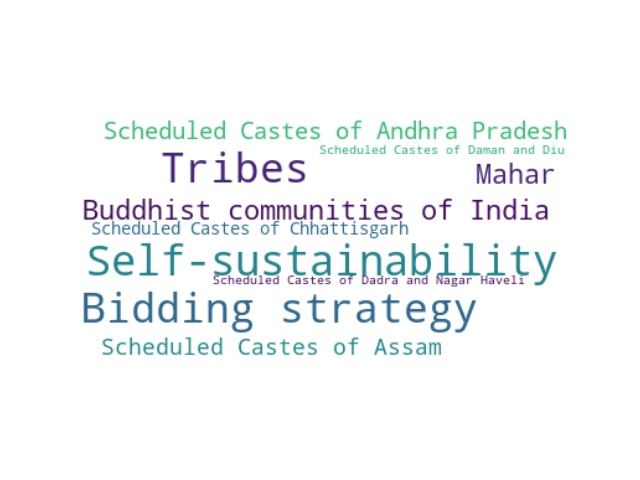 Scheduled Castes of Andhra Pradesh
Scheduled Castes of Daman and Diu
Tribes
Mahar
Buddhist communities of India
Scheduled Castes of Chhattisgarh
Self-sustainability
Scheduled Castes of Dadra and Nagar Haveli
Bidding strategy
Scheduled Castes of Assam